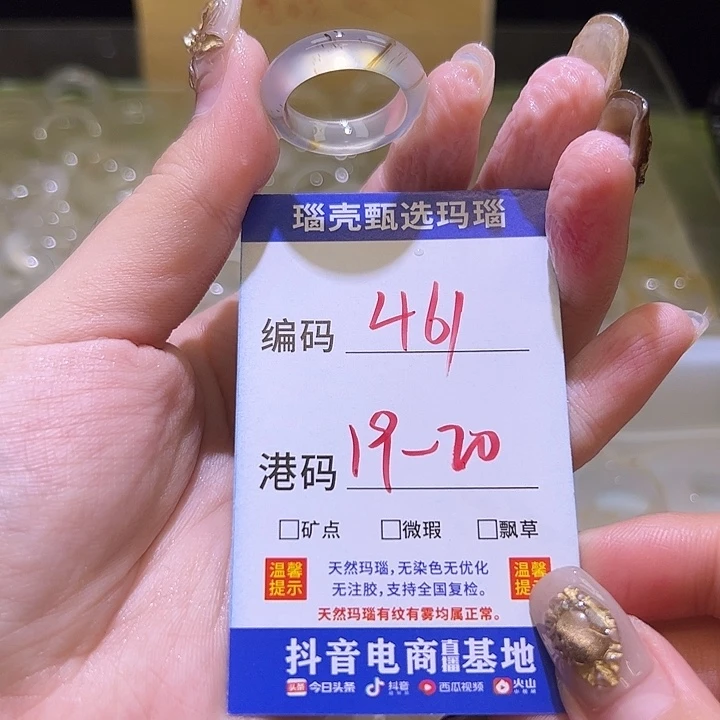 瑙壳甄选玛瑙
编码 461
港码 19-20
□矿点 □微瑕 □飘草
温馨提示 天然玛瑙,无染色无优化 温馨提示
无注胶,支持全国复检。
天然玛瑙有纹有雾均属正常。
抖音电商直播基地
头条 今日头条 抖音 西瓜视频 火山